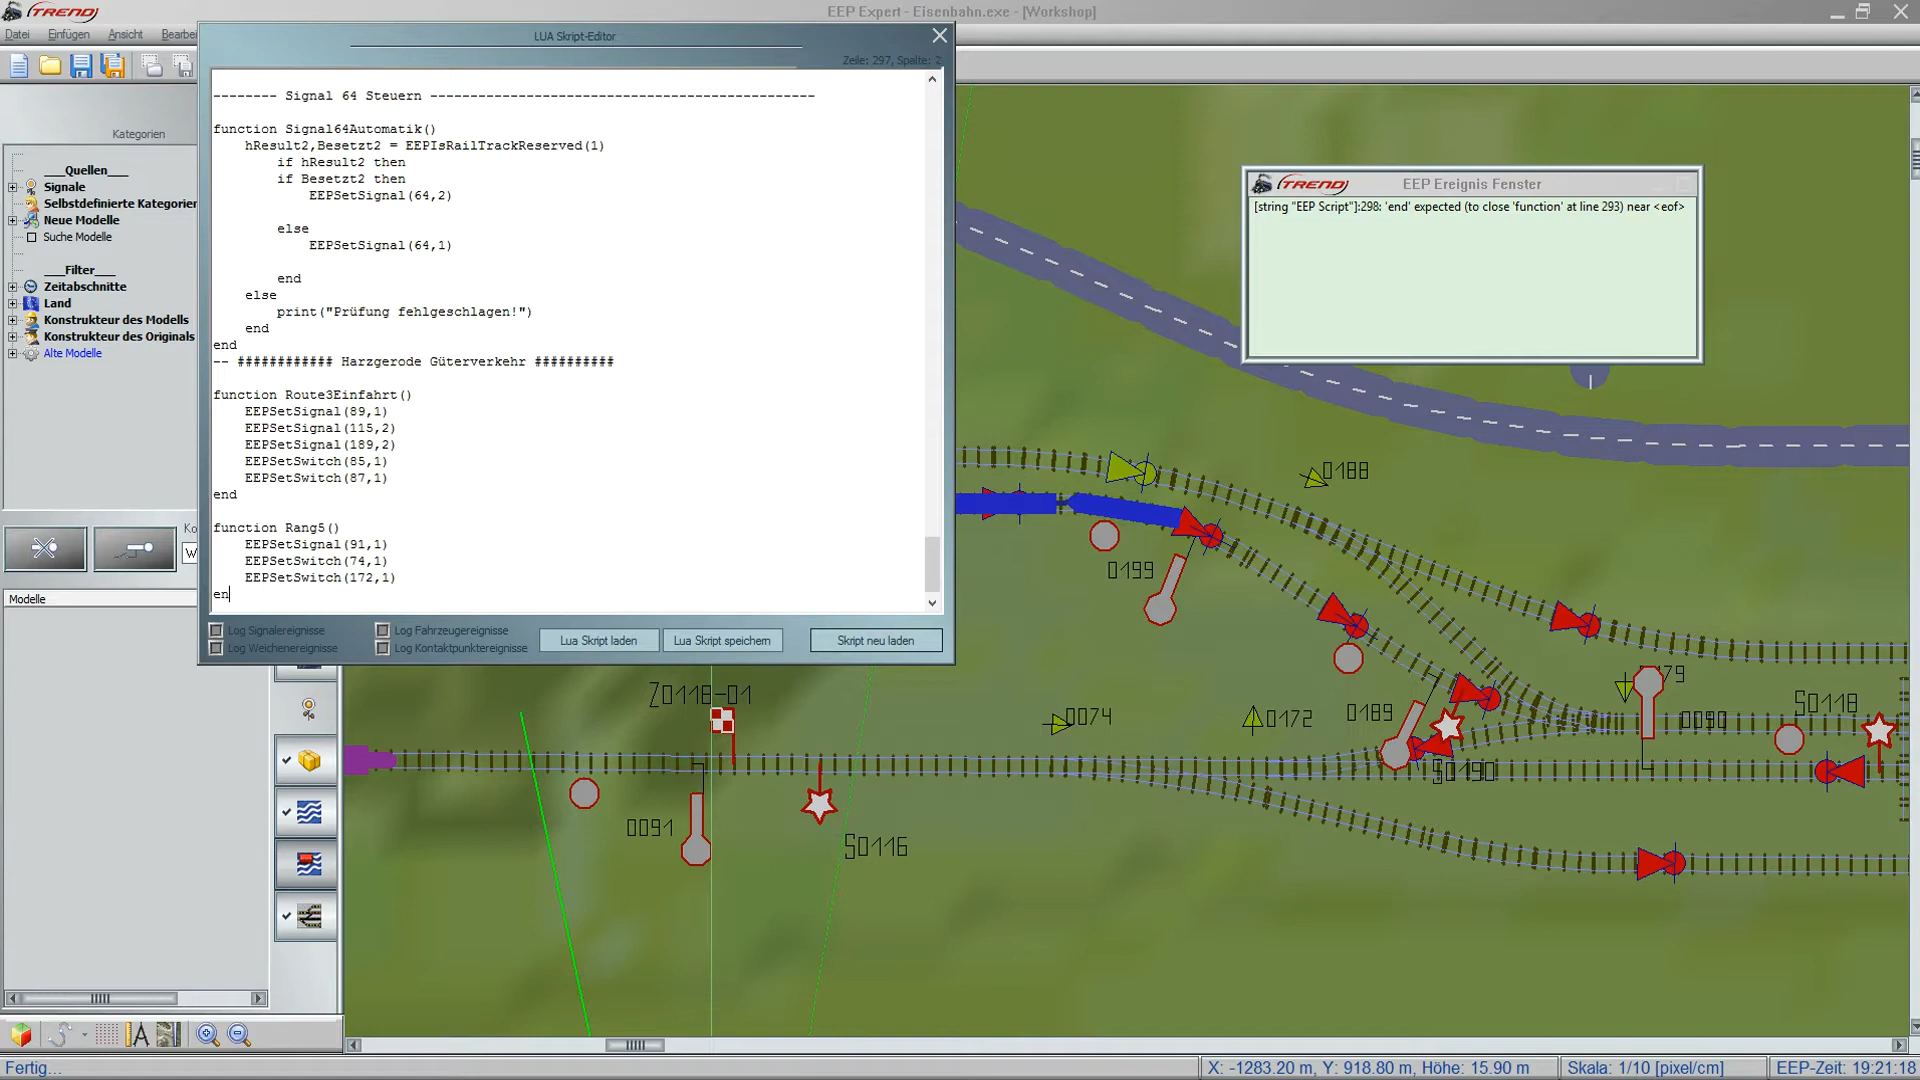 TREND
EEP Expert - Eisenbahn.exe - [Workshop]
Datei
Einfügen
Ansicht
Bearbei
LUA Skript-Editor
Zeile: 297, Spalte: 2
Kategorien
___Quellen___
Signale
Selbstdefinierte Kategorien
Neue Modelle
Suche Modelle
___Filter___
Zeitabschnitte
Land
Konstrukteur des Modells
Konstrukteur des Originals
Alte Modelle
Ko
W
Modelle
-------- Signal 64 Steuern ------------------------------------------------
function Signal64Automatik()
hResult2,Besetzt2 = EEPIsRailTrackReserved(1)
if hResult2 then
if Besetzt2 then
EEPSetSignal(64,2)
else
EEPSetSignal(64,1)
end
else
print("Prüfung fehlgeschlagen!")
end
end
-- ############ Harzgerode Güterverkehr ##########
function Route3Einfahrt()
EEPSetSignal(89,1)
EEPSetSignal(115,2)
EEPSetSignal(189,2)
EEPSetSwitch(85,1)
EEPSetSwitch(87,1)
end
function Rang5()
EEPSetSignal(91,1)
EEPSetSwitch(74,1)
EEPSetSwitch(172,1)
en
Log Signalereignisse
Log Weichenereignisse
Log Fahrzeugereignisse
Log Kontaktpunktereignisse
Lua Skript laden
Lua Skript speichern
Skript neu laden
TREND
EEP Ereignis Fenster
[string "EEP Script"]:298: 'end' expected (to close 'function' at line 293) near <eof>
0188
0199
Z0118-01
0074
0172
0189
0090
S0118
S0190
0091
S0116
Fertig...
X: -1283.20 m, Y: 918.80 m, Höhe: 15.90 m
Skala: 1/10 [pixel/cm]
EEP-Zeit: 19:21:18